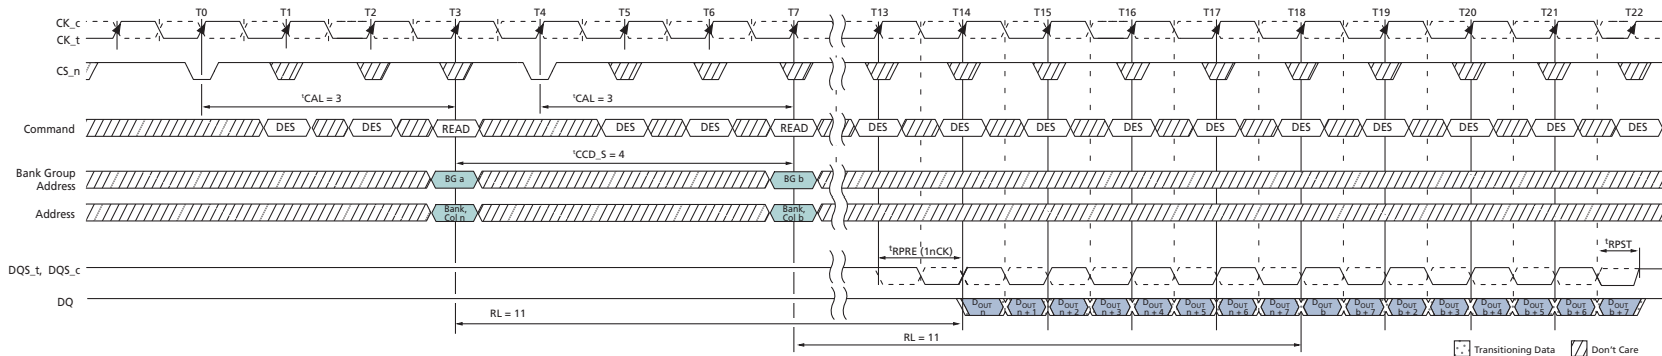 T0 T1 T2 T3 T4 T5 T6 T7 T13 T14 T15 T16 T17 T18 T19 T20 T21 T22
CK_c
CK_t
CS_n
tCAL = 3 tCAL = 3
Command DES DES READ DES DES READ DES DES DES DES DES DES DES DES DES DES
tCCD_S = 4
Bank Group
Address
BG a BG b
Address
Bank,
Col n
Bank,
Col b
tRPRE (1nCK) tRPST
DQS_t, DQS_c
DQ
DOUT
n
DOUT
n + 1
DOUT
n + 2
DOUT
n + 3
DOUT
n + 4
DOUT
n + 5
DOUT
n + 6
DOUT
n + 7
DOUT
b
DOUT
b + 7
DOUT
b + 2
DOUT
b + 3
DOUT
b + 4
DOUT
b + 5
DOUT
b + 6
DOUT
b + 7
RL = 11
RL = 11
Transitioning Data Don't Care